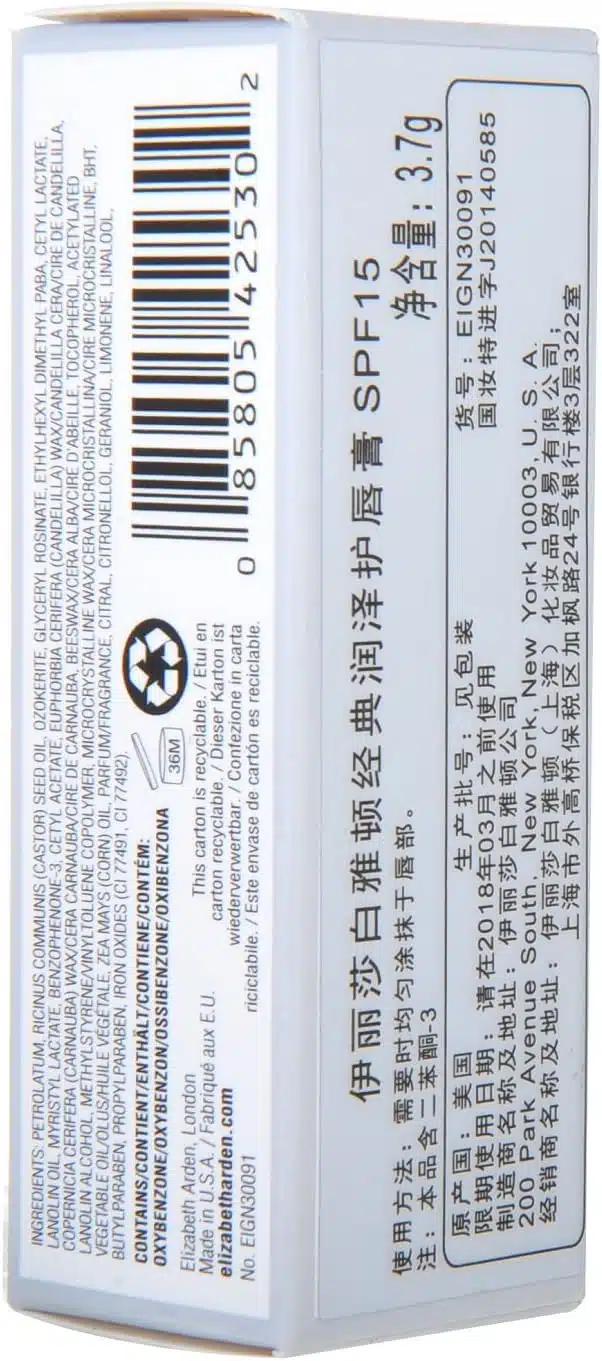 INGREDIENTS: PETROLATUM, RICINUS COMMUNIS (CASTOR) SEED OIL, OZOKERITE, GLYCERYL ROSINATE, ETHYLHEXYL DIMETHYL PABA, CETYL LACTATE,
LANOLIN OIL, MYRISTYL LACTATE, BENZOPHENONE-3, CETYL ACETATE, EUPHORBIA CERIFERA (CANDELILLA) WAX/CANDELILLA CERA/CIRE DE CANDELILLA,
COPERNICIA CERIFERA (CARNAUBA) WAX/CERA CARNAUBA/CIRE DE CARNAUBA, BEESWAX/CERA ALBA/CIRE D'ABEILLE, TOCOPHEROL, ACETYLATED
LANOLIN ALCOHOL, METHYLSTYRENE/VINYLTOLUENE COPOLYMER, MICROCRYSTALLINE WAX/CERA MICROCRISTALLINA/CIRE MICROCRISTALLINE, BHT,
VEGETABLE OIL/OLUS/HUILE VEGETALE, ZEA MAYS (CORN) OIL, PARFUM/FRAGRANCE, CITRAL, CITRONELLOL, GERANIOL, LIMONENE, LINALOOL,
BUTYLPARABEN, PROPYLPARABEN, IRON OXIDES (CI 77491, CI 77492).
CONTAINS/CONTIENT/ENTHÄLT/CONTIENE/CONTÉM:
OXYBENZONE/OXYBENZON/OSSIBENZONE/OXIBENZONA
36M
Elizabeth Arden, London
Made in U.S.A. / Fabriqué aux E.U.
elizabetharden.com
No. EIGN30091
This carton is recyclable. / Etui en
carton recyclable. / Dieser Karton ist
wiederverwertbar. / Confezione in carta
riciclabile. / Este envase de cartón es reciclable.
0 85805 42530 2
伊丽莎白雅顿经典润泽护唇膏SPF15
净含量：3.7g
使用方法：需要时均匀涂抹于唇部。
注：本品含二苯酮-3
货号：EIGN30091
国妆特进字J20140585
原产国：美国
生产批号：见包装
限期使用日期：请在2018年03月之前使用
制造商名称及地址：伊丽莎白雅顿公司
200 Park Avenue South, New York, New York 10003, U.S.A.
经销商名称及地址：伊丽莎白雅顿（上海）化妆品贸易有限公司；
上海市外高桥保税区加枫路24号银行楼3层322室